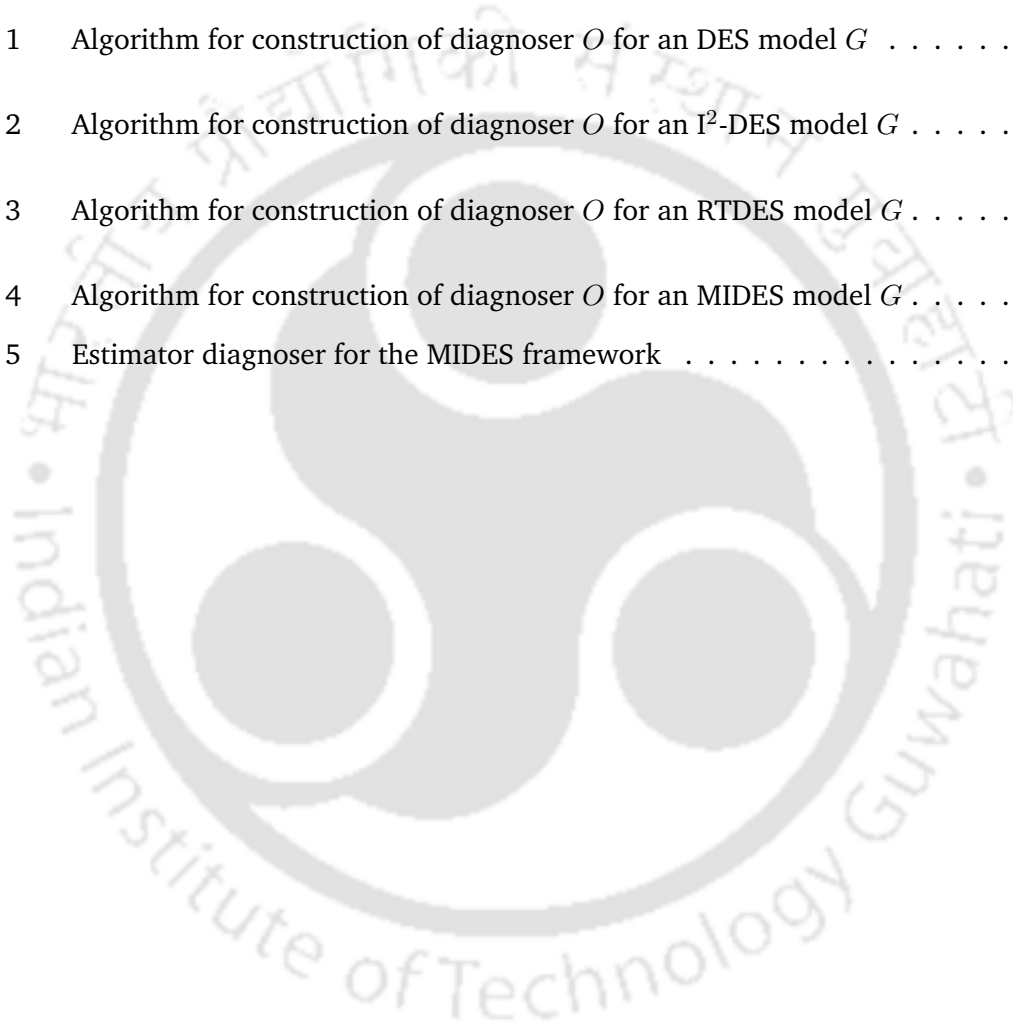 1 Algorithm for construction of diagnoser O for an DES model G . . . . . .
2 Algorithm for construction of diagnoser O for an I²-DES model G . . . . .
3 Algorithm for construction of diagnoser O for an RTDES model G . . . . .
4 Algorithm for construction of diagnoser O for an MIDES model G . . . . .
5 Estimator diagnoser for the MIDES framework . . . . . . . . . . . . . . .
Indian Institute of Technology Guwahati